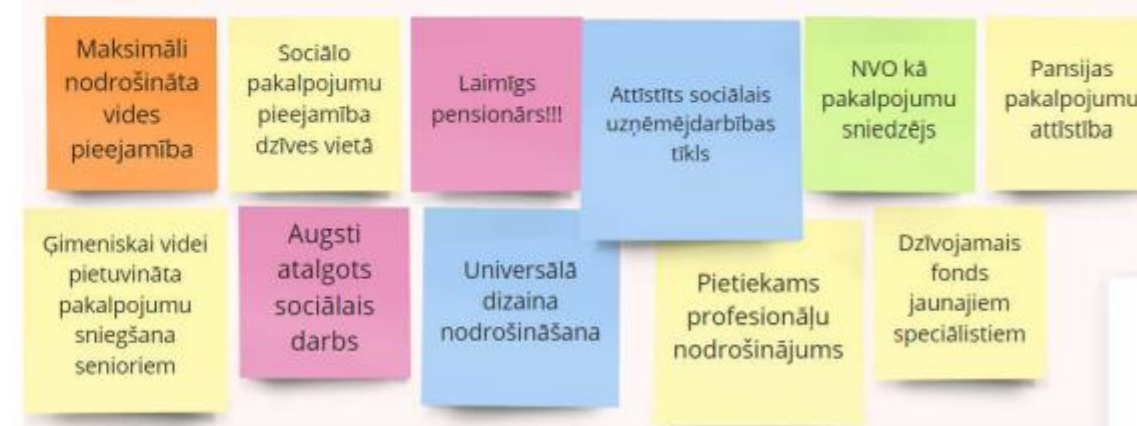 Maksimāli
nodrošināta
vides
pieejamība
Sociālo
pakalpojumu
pieejamība
dzīves vietā
Laimīgs
pensionārs!!!
Attīstīts sociālais
uzņēmējdarbības
tīkls
NVO kā
pakalpojumu
sniedzējs
Pansijas
pakalpojumu
attīstība
Ģimeniskai videi
pietuvināta
pakalpojumu
sniegšana
senioriem
Augsti
atalgots
sociālais
darbs
Universālā
dizaina
nodrošināšana
Pietiekams
profesionāļu
nodrošinājums
Dzīvojamais
fonds
jaunajiem
speciālistiem